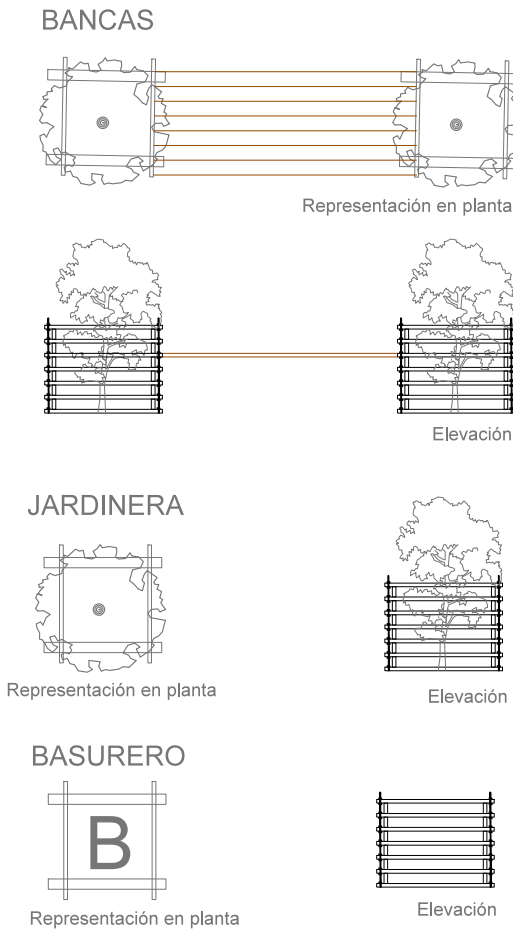 BANCAS
Representación en planta
Elevación
JARDINERA
Representación en planta
Elevación
BASURERO
B
Representación en planta
Elevación